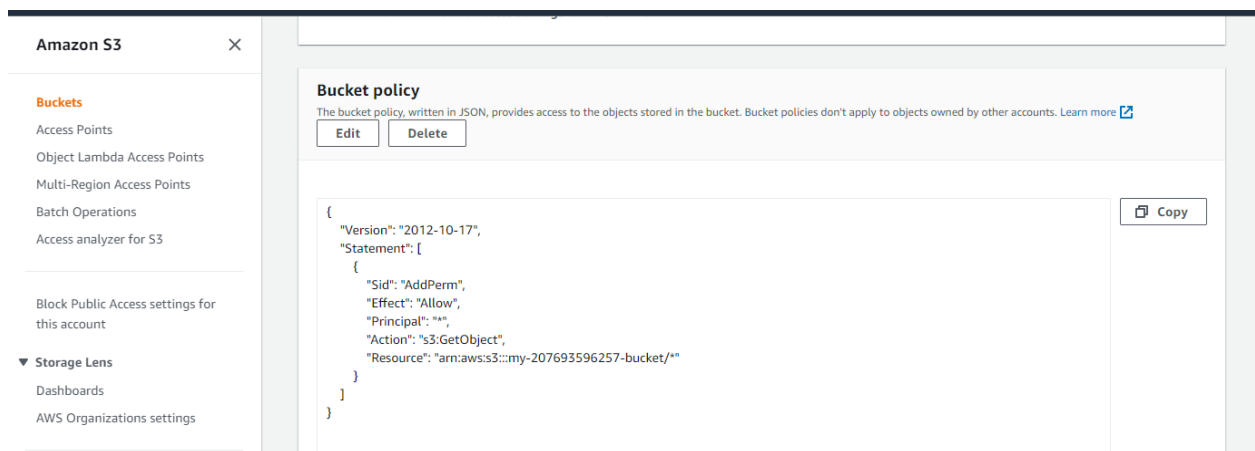 Amazon S3
Buckets
Access Points
Object Lambda Access Points
Multi-Region Access Points
Batch Operations
Access analyzer for S3
Block Public Access settings for
this account
Storage Lens
Dashboards
AWS Organizations settings
Bucket policy
The bucket policy, written in JSON, provides access to the objects stored in the bucket. Bucket policies don't apply to objects owned by other accounts. Learn more
Edit Delete
Copy
{
"Version": "2012-10-17",
"Statement": [
{
"Sid": "AddPerm",
"Effect": "Allow",
"Principal": "*",
"Action": "s3:GetObject",
"Resource": "arn:aws:s3:::my-207693596257-bucket/*"
}
]
}